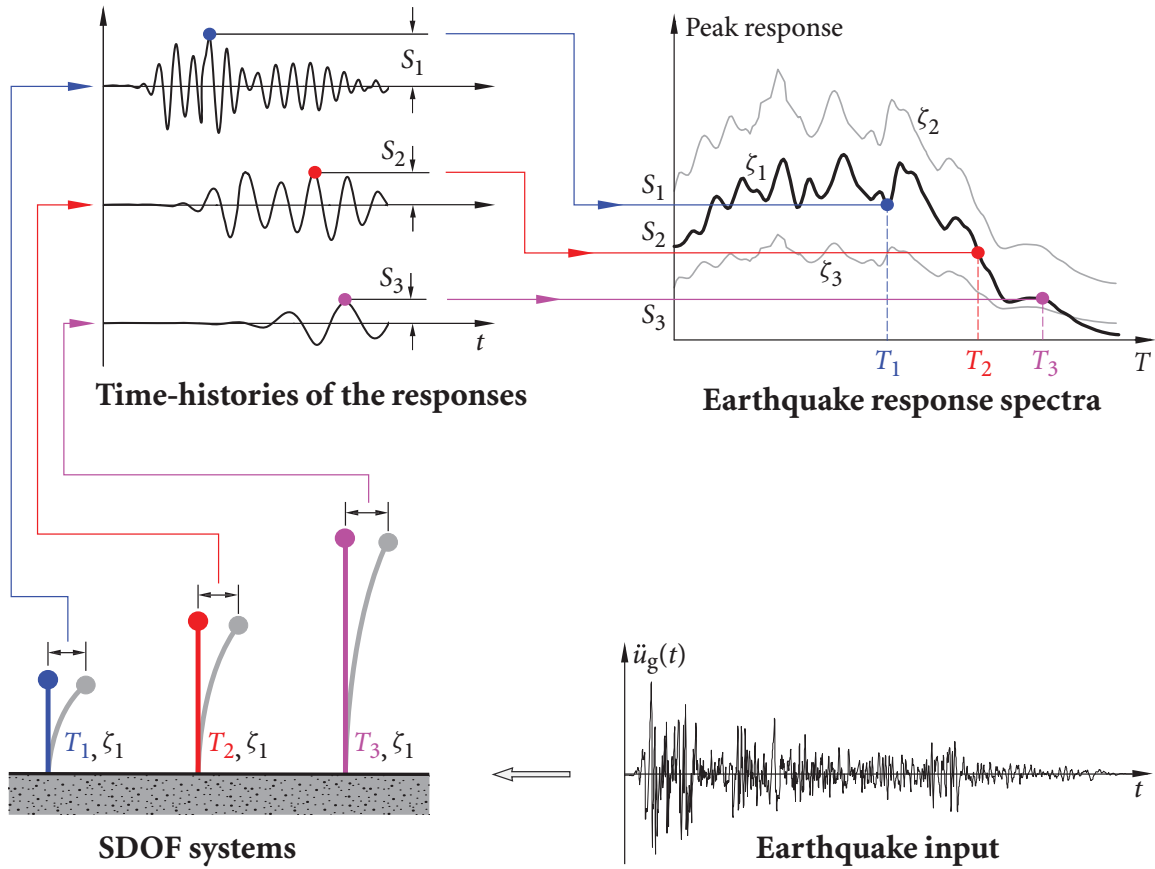 S1
S2
S3
t
Time-histories of the responses
Peak response
ζ2
ζ1
S1
S2
ζ3
S3
T1
T2
T3
T
Earthquake response spectra
T1, ζ1
T2, ζ1
T3, ζ1
SDOF systems
üg(t)
t
Earthquake input